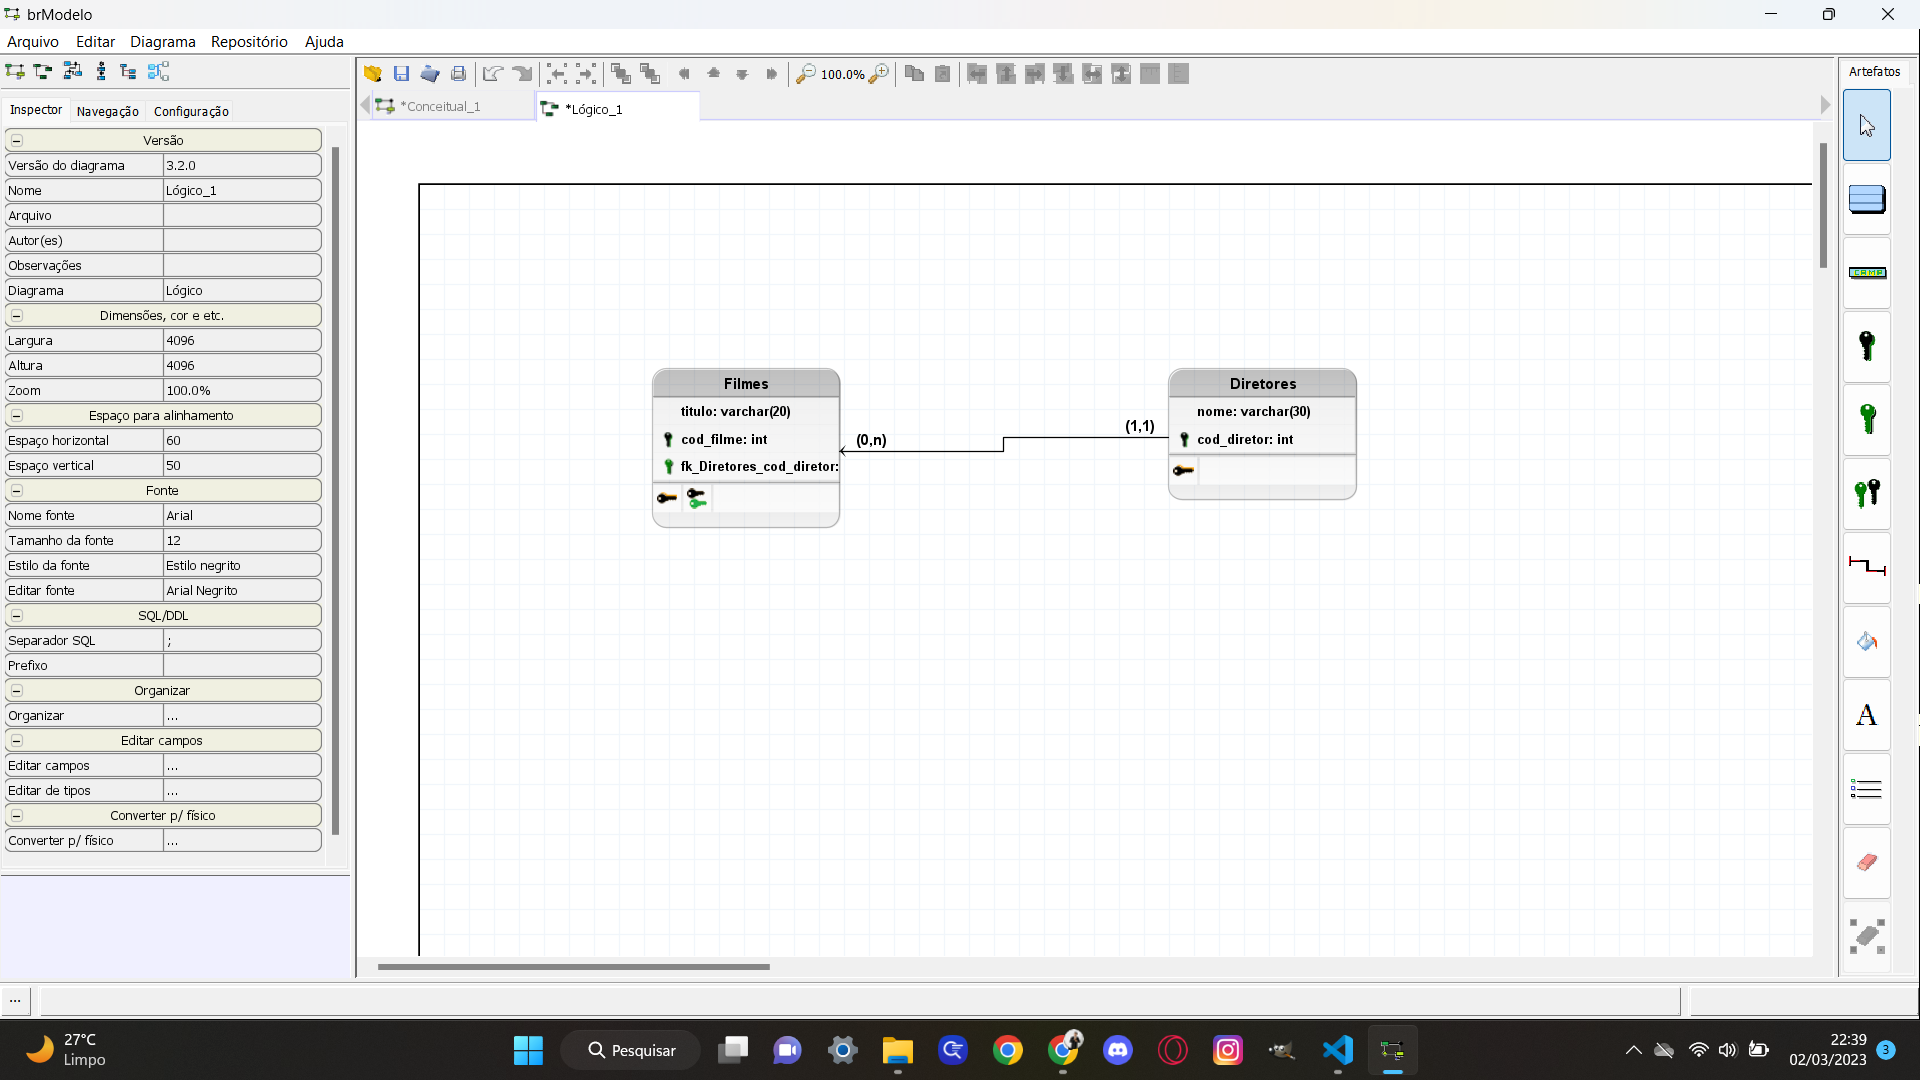 brModelo
Arquivo Editar Diagrama Repositório Ajuda
100.0%
Artefatos
Inspector Navegação Configuração
*Conceitual_1 *Lógico_1
Versão
Versão do diagrama 3.2.0
Nome Lógico_1
Arquivo
Autor(es)
Observações
Diagrama Lógico
Dimensões, cor e etc.
Largura 4096
Altura 4096
Zoom 100.0%
Espaço para alinhamento
Espaço horizontal 60
Espaço vertical 50
Fonte
Nome fonte Arial
Tamanho da fonte 12
Estilo da fonte Estilo negrito
Editar fonte Arial Negrito
SQL/DDL
Separador SQL ;
Prefixo
Organizar
Organizar ...
Editar campos
Editar campos ...
Editar de tipos ...
Converter p/ físico
Converter p/ físico ...
Filmes
titulo: varchar(20)
cod_filme: int
fk_Diretores_cod_diretor:
(0,n)
(1,1)
Diretores
nome: varchar(30)
cod_diretor: int
A
...
27°C
Limpo
Pesquisar
22:39
02/03/2023
3